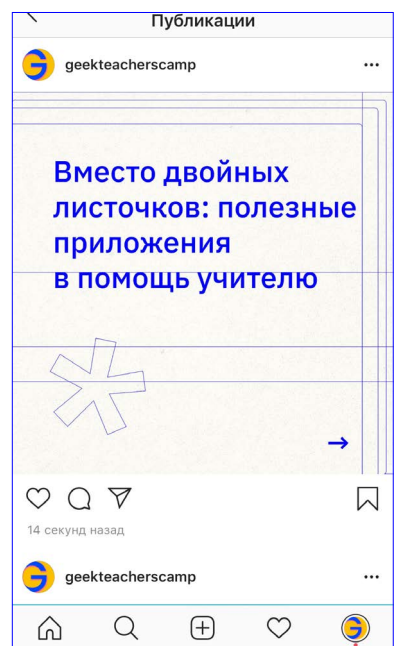 Публикации
geekteacherscamp
Вместо двойных
листочков: полезные
приложения
в помощь учителю
14 секунд назад
geekteacherscamp